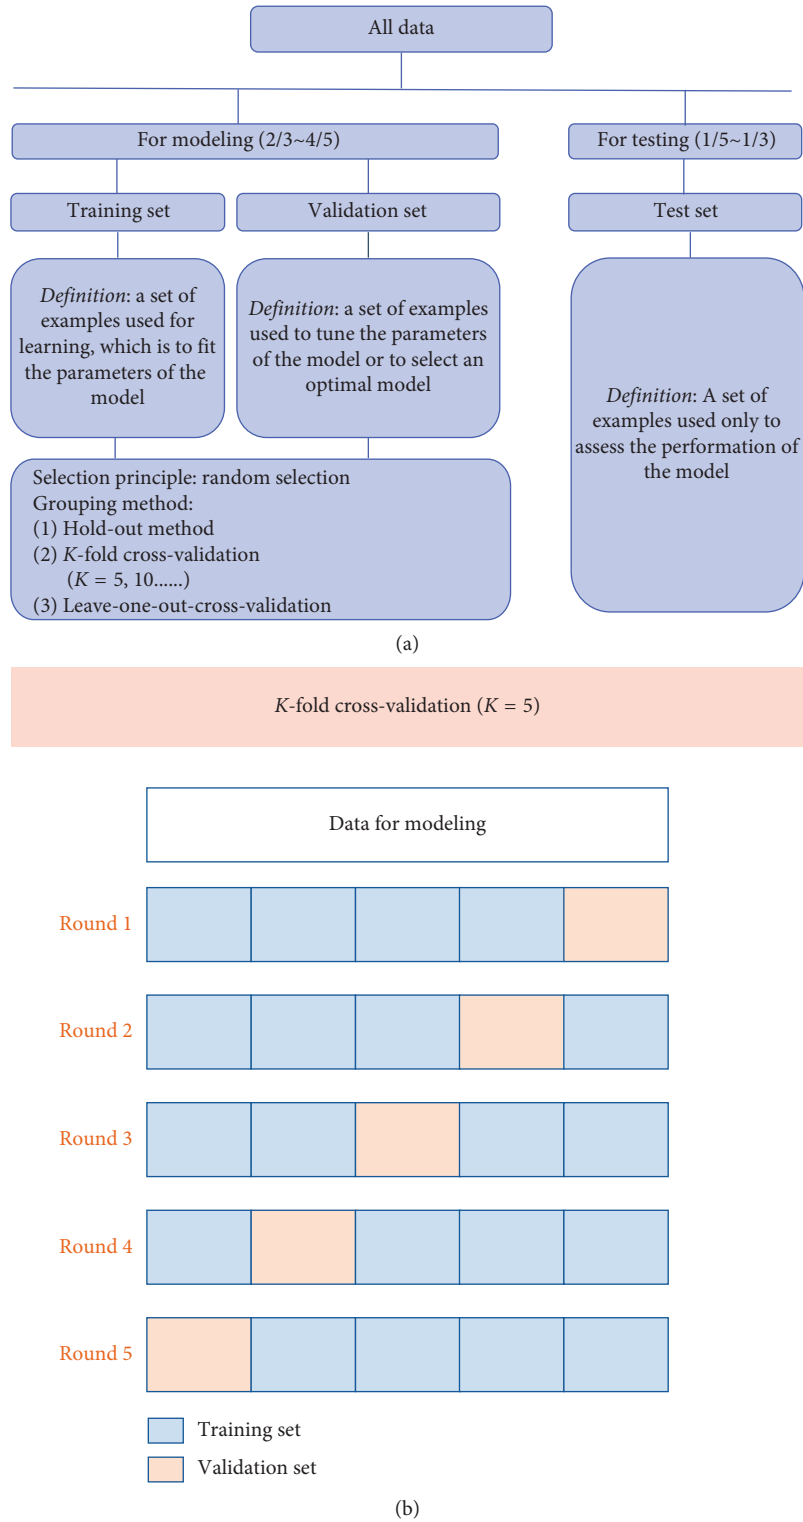 All data
For modeling (2/3~4/5)
For testing (1/5~1/3)
Training set
Validation set
Test set
Definition: a set of
examples used for
learning, which is to fit
the parameters of the
model
Definition: a set of examples
used to tune the parameters
of the model or to select an
optimal model
Definition: A set of
examples used only to
assess the performation of
the model
Selection principle: random selection
Grouping method:
(1) Hold-out method
(2) K-fold cross-validation
(K = 5, 10......)
(3) Leave-one-out-cross-validation
(a)
K-fold cross-validation (K = 5)
Data for modeling
Round 1
Round 2
Round 3
Round 4
Round 5
Training set
Validation set
(b)